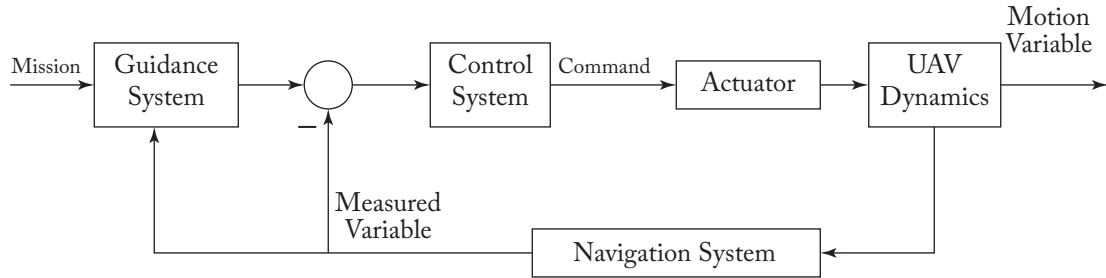 Motion
Variable
Mission
Guidance
System
Control
System
Command
Actuator
UAV
Dynamics
–
Measured
Variable
Navigation System